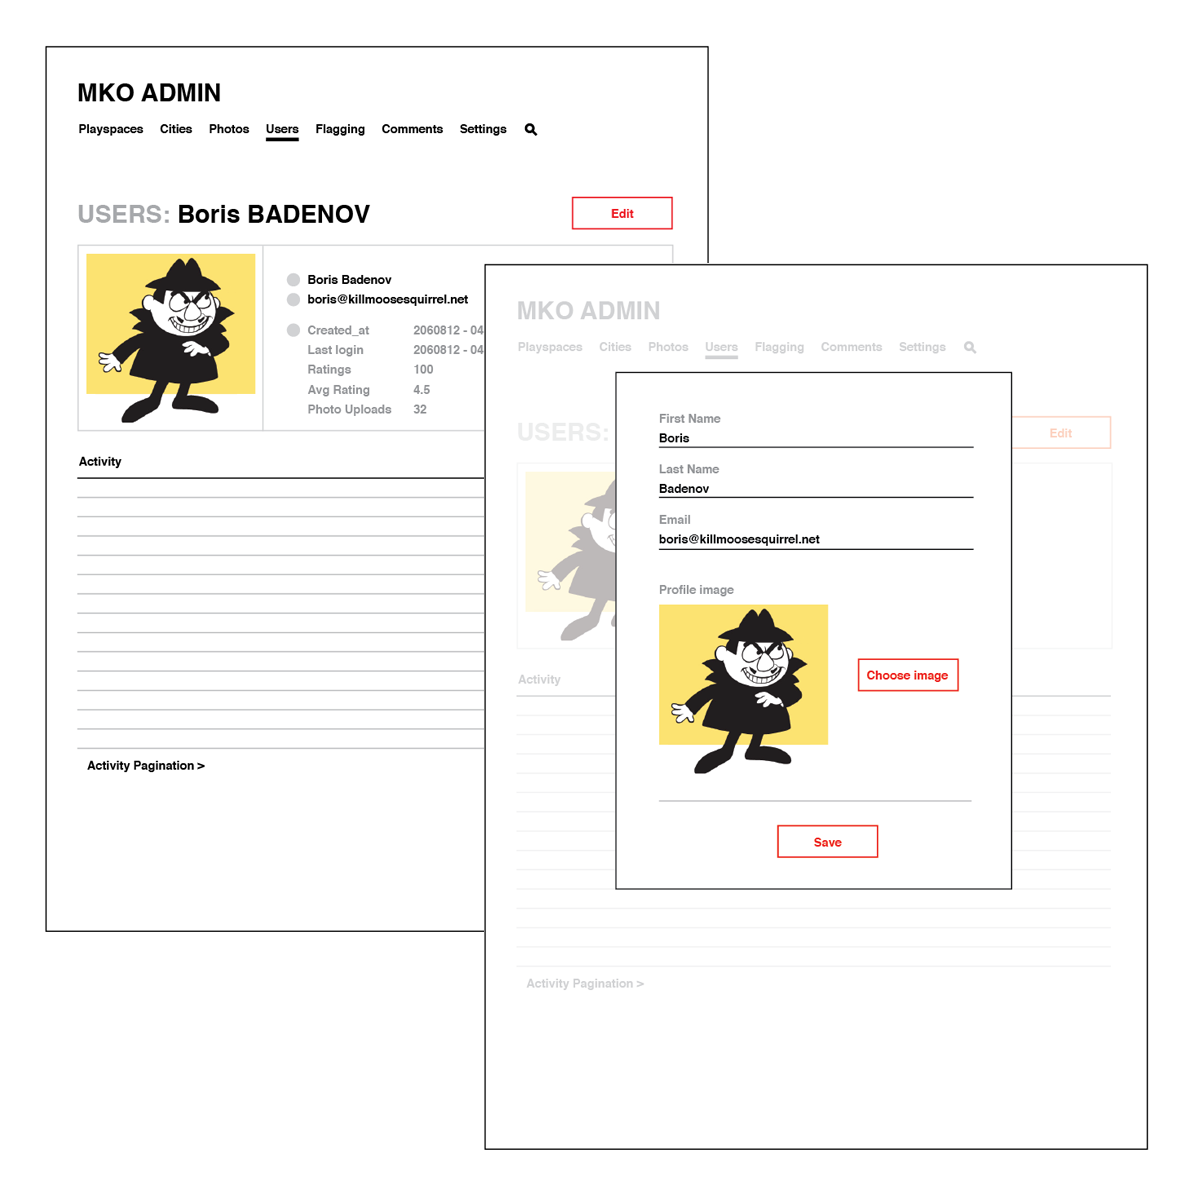 MKO ADMIN
Playspaces Cities Photos Users Flagging Comments Settings
USERS: Boris BADENOV
Edit
Boris Badenov
boris@killmoosesquirrel.net
Created_at 2060812 - 04
Last login 2060812 - 04
Ratings 100
Avg Rating 4.5
Photo Uploads 32
Activity
Activity Pagination >
MKO ADMIN
Playspaces Cities Photos Users Flagging Comments Settings
USERS:
Edit
Activity
Activity Pagination >
First Name
Boris
Last Name
Badenov
Email
boris@killmoosesquirrel.net
Profile image
Choose image
Save